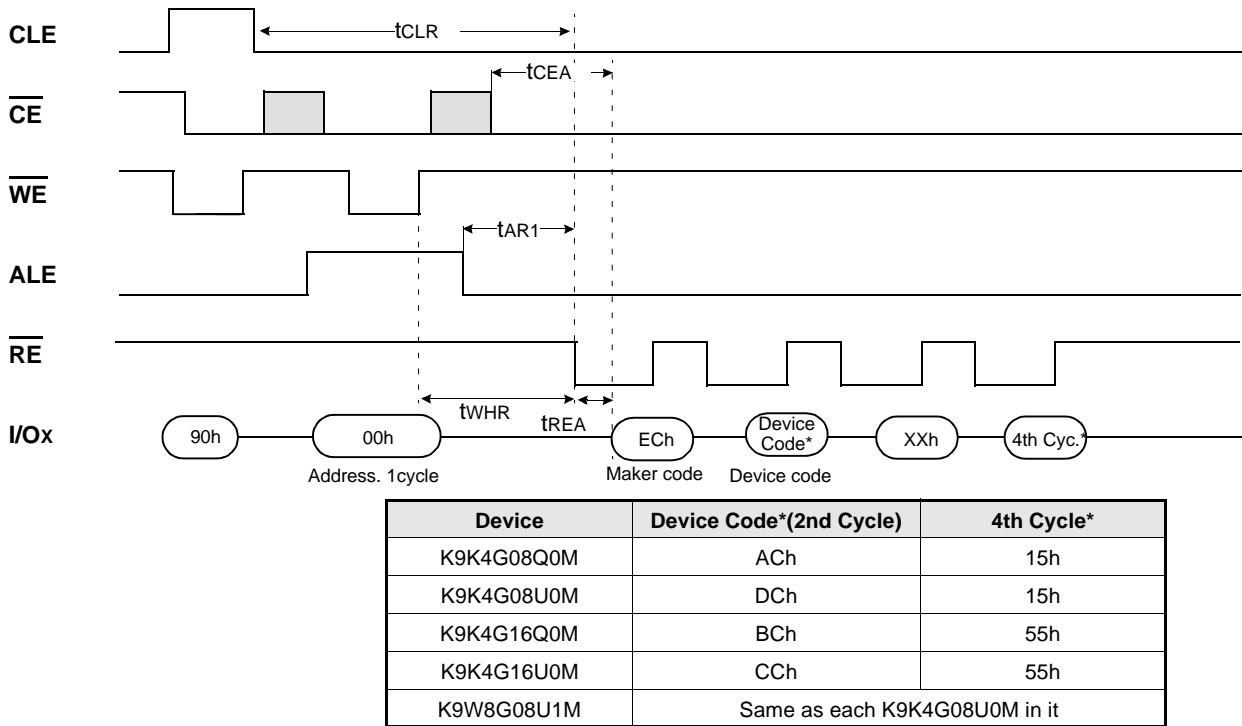 CLE
tCLR
tCEA
CE
WE
tAR1
ALE
RE
tWHR
tREA
I/Ox
90h
00h
ECh
Device
Code*
XXh
4th Cyc.*
Address. 1cycle
Maker code
Device code
Device
Device Code*(2nd Cycle)
4th Cycle*
K9K4G08Q0M
ACh
15h
K9K4G08U0M
DCh
15h
K9K4G16Q0M
BCh
55h
K9K4G16U0M
CCh
55h
K9W8G08U1M
Same as each K9K4G08U0M in it